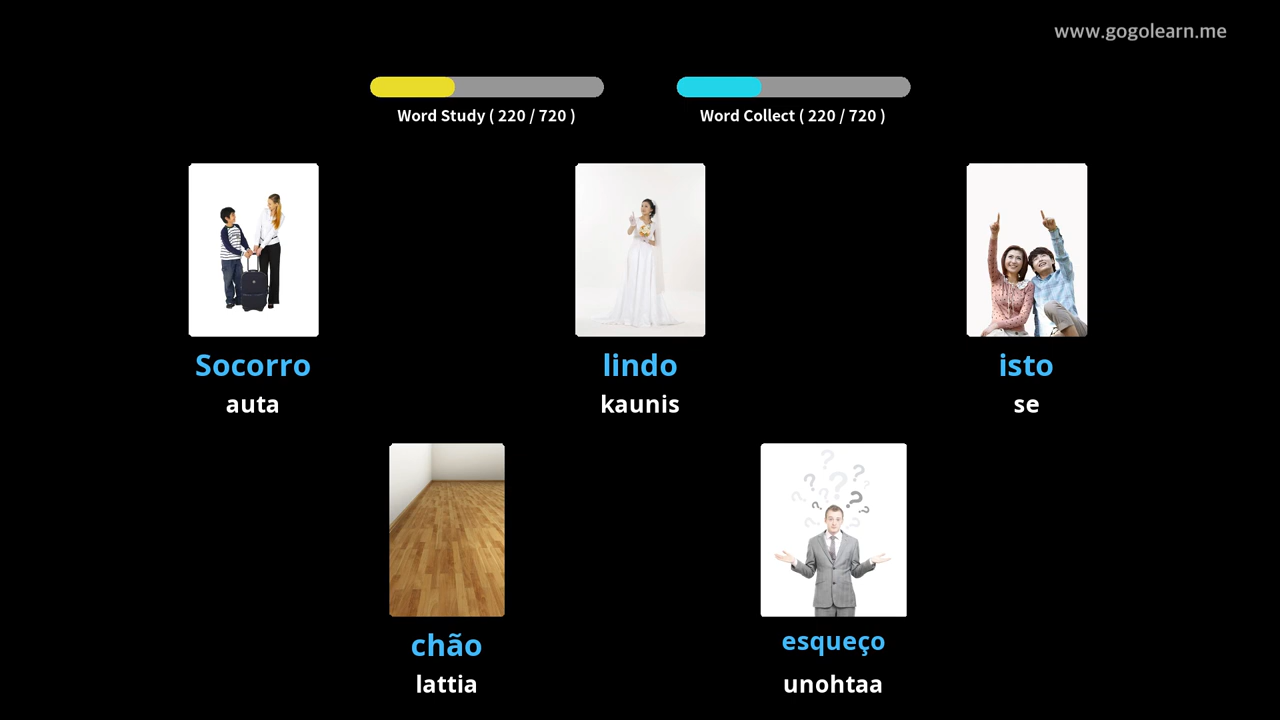 www.gogolearn.me
Word Study ( 220 / 720 )
Word Collect ( 220 / 720 )
Socorro
auta
lindo
kaunis
isto
se
chão
lattia
esqueço
unohtaa